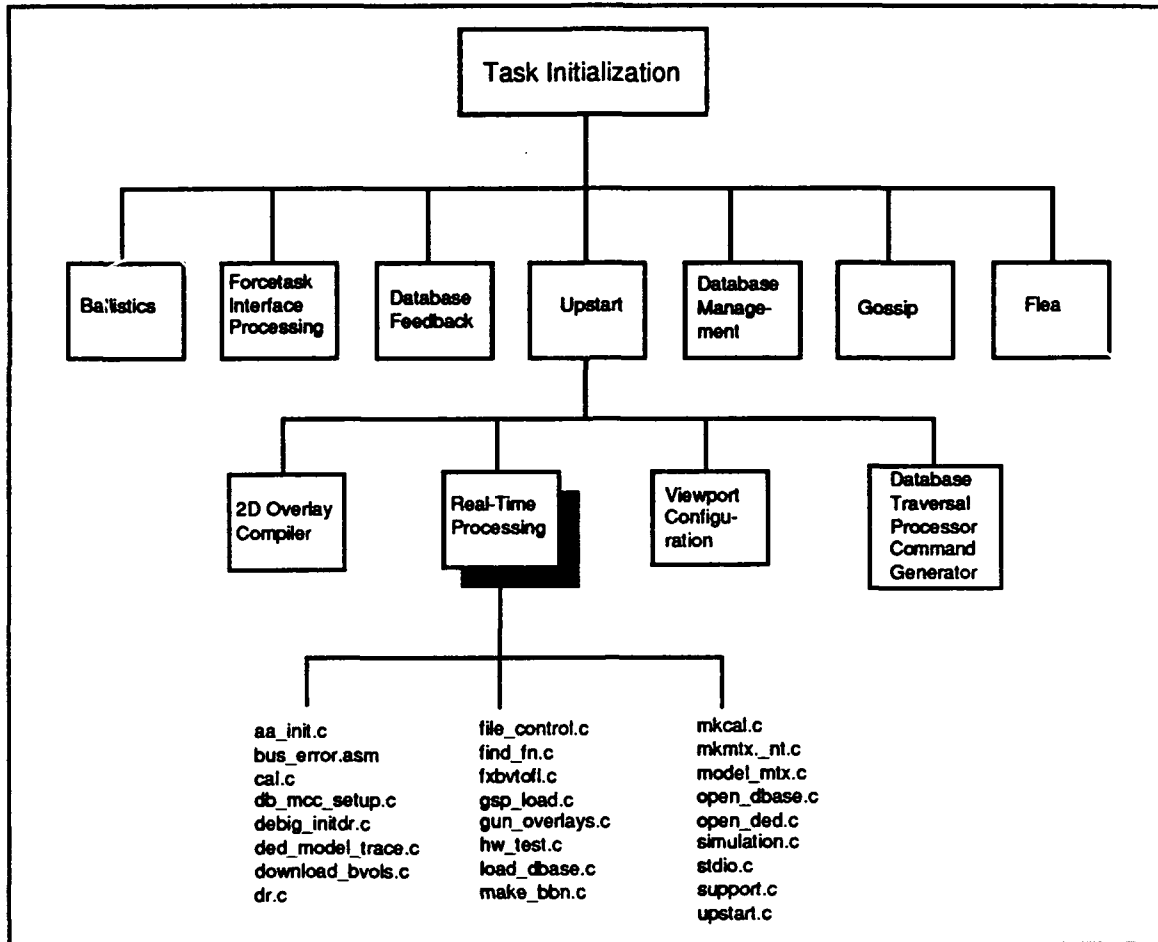 Task Initialization
Ballistics
Forcetask
Interface
Processing
Database
Feedback
Upstart
Database
Manage-
ment
Gossip
Flea
2D Overlay
Compiler
Real-Time
Processing
Viewport
Configu-
ration
Database
Traversal
Processor
Command
Generator
aa_init.c
bus_error.asm
cal.c
db_mcc_setup.c
debig_initdr.c
ded_model_trace.c
download_bvols.c
dr.c
file_control.c
find_fn.c
fxbvtofl.c
gsp_load.c
gun_overlays.c
hw_test.c
load_dbase.c
make_bbn.c
mkcal.c
mkmtx._nt.c
model_mtx.c
open_dbase.c
open_ded.c
simulation.c
stdio.c
support.c
upstart.c